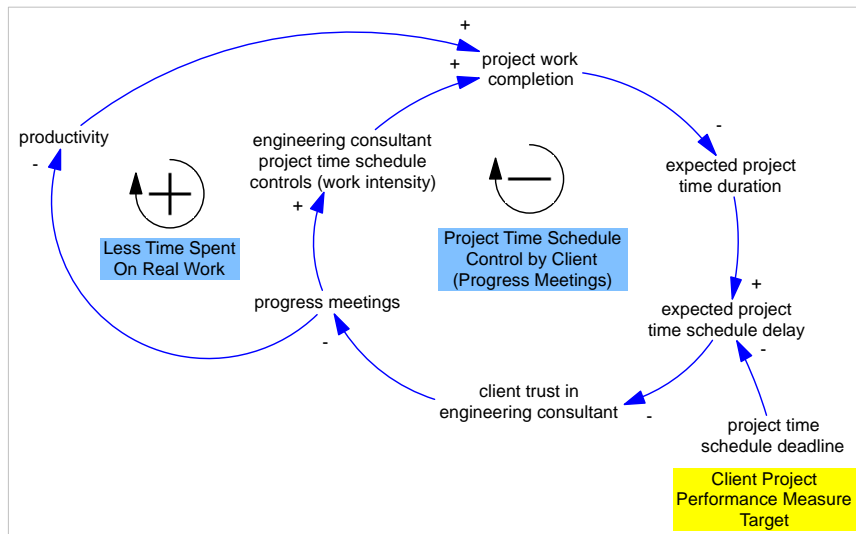 +
project work
completion
+
productivity
-
engineering consultant
project time schedule
controls (work intensity)
+
-
expected project
time duration
+
—
Less Time Spent
On Real Work
Project Time Schedule
Control by Client
(Progress Meetings)
progress meetings
-
+
expected project
time schedule delay
-
client trust in
engineering consultant
-
project time
schedule deadline
Client Project
Performance Measure
Target